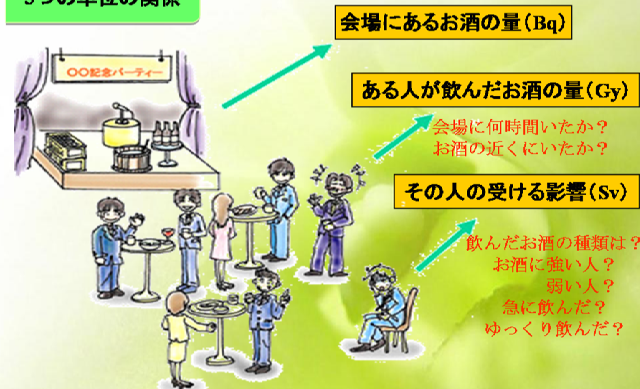 3つの単位の関係
会場にあるお酒の量(Bq)
〇〇記念パーティー
ある人が飲んだお酒の量(Gy)
会場に何時間いたか？
お酒の近くにいたか？
その人の受ける影響(Sv)
飲んだお酒の種類は？
お酒に強い人？
弱い人？
急に飲んだ？
ゆっくり飲んだ？